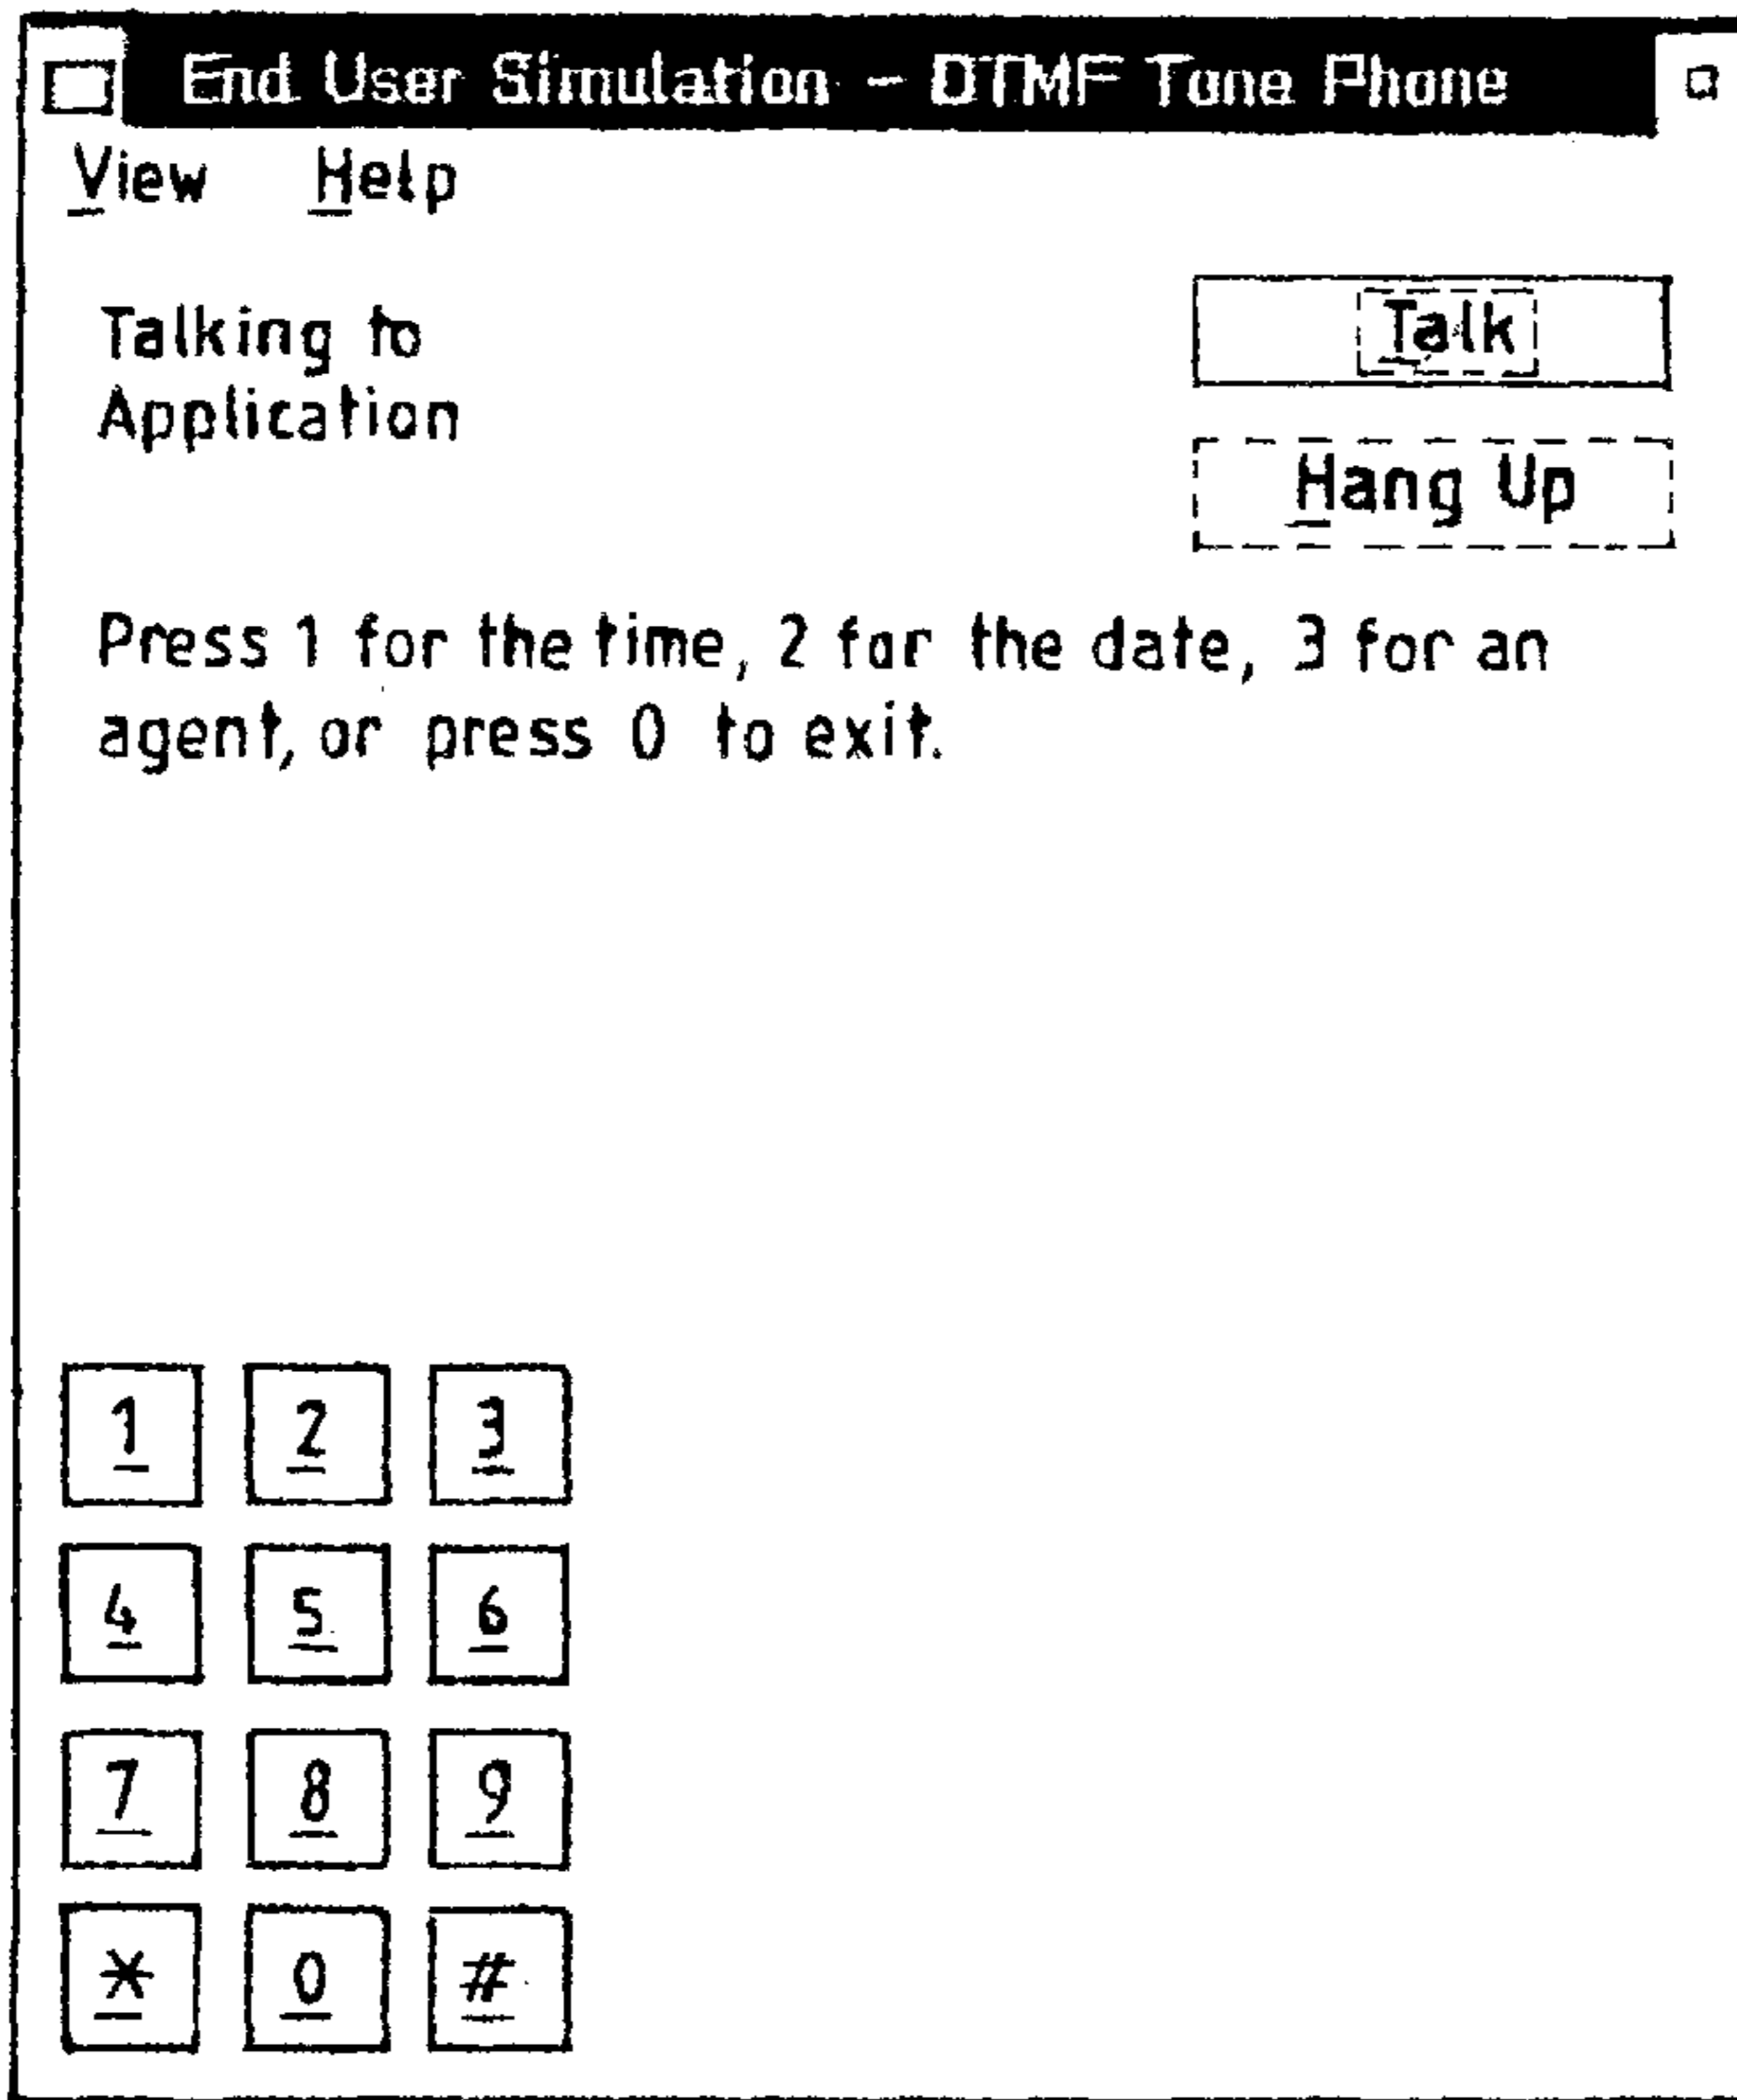 End User Simulation - DTMF Tone Phone
View Help
Talking to
Application
Talk
Hang Up
Press 1 for the time, 2 for the date, 3 for an
agent, or press 0 to exit.
1 2 3
4 5 6
7 8 9
* 0 #